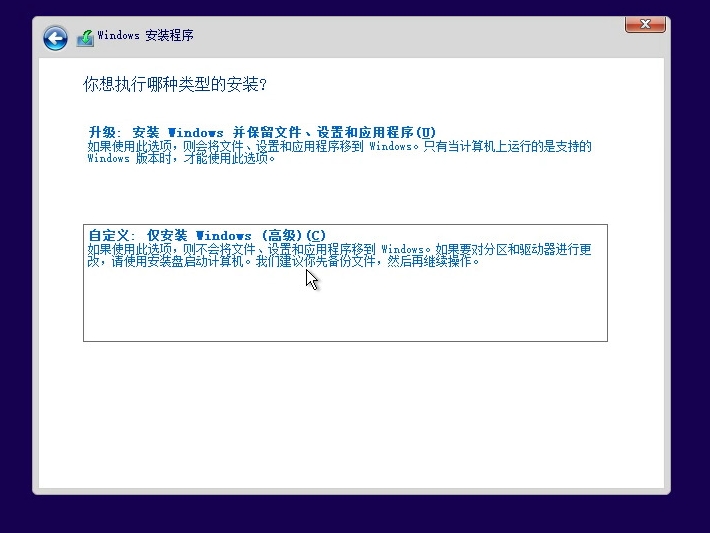 Windows 安装程序
你想执行哪种类型的安装?
升级: 安装 Windows 并保留文件、设置和应用程序(U)
如果使用此选项，则会将文件、设置和应用程序移到 Windows。只有当计算机上运行的是支持的
Windows 版本时，才能使用此选项。
自定义: 仅安装 Windows (高级)(C)
如果使用此选项，则不会将文件、设置和应用程序移到 Windows。如果要对分区和驱动器进行更
改，请使用安装盘启动计算机。我们建议你先备份文件，然后再继续操作。